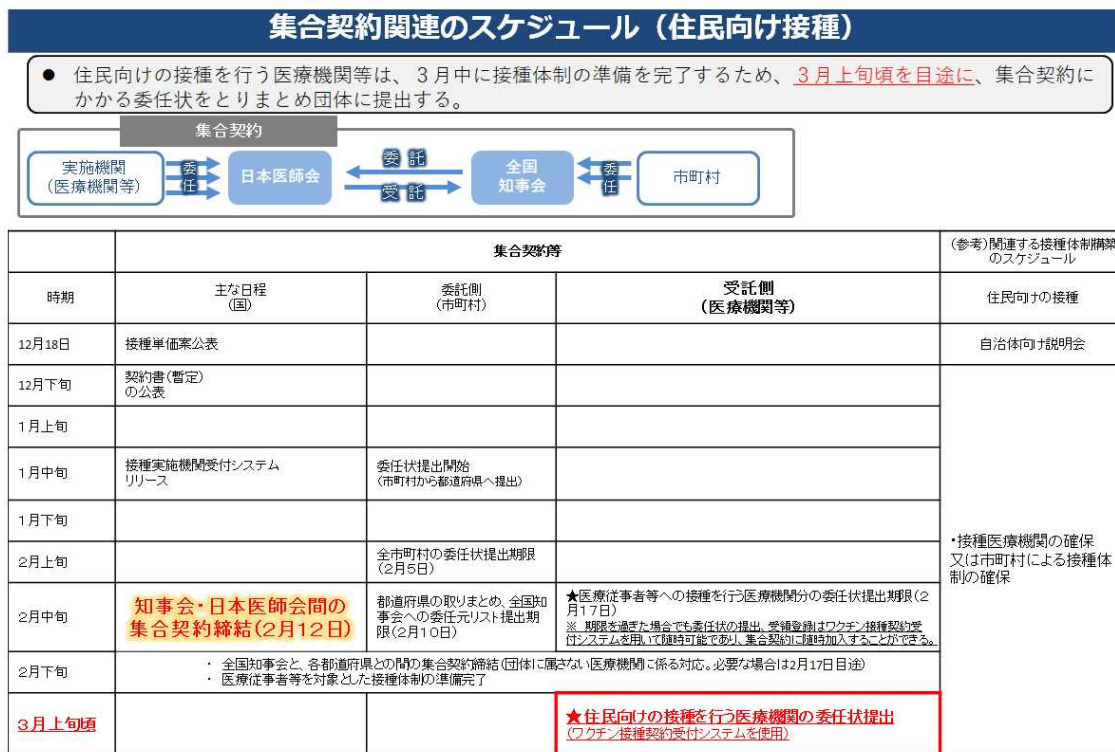 集合契約関連のスケジュール（住民向け接種）
● 住民向けの接種を行う医療機関等は、３月中に接種体制の準備を完了するため、３月上旬頃を目途に、集合契約に
かかる委任状をとりまとめ団体に提出する。
集合契約
実施機関
（医療機関等）
委任
日本医師会
委託
受託
全国
知事会
委任
市町村
集合契約等
(参考)関連する接種体制構築
のスケジュール
時期
主な日程
（国）
委託側
（市町村）
受託側
（医療機関等）
住民向けの接種
12月18日
接種単価案公表
自治体向け説明会
12月下旬
契約書(暫定)
の公表
１月上旬
１月中旬
接種実施機関受付システム
リリース
委任状提出開始
（市町村から都道府県へ提出）
１月下旬
２月上旬
全市町村の委任状提出期限
（2月5日）
・接種医療機関の確保
又は市町村による接種体
制の確保
２月中旬
知事会・日本医師会間の
集合契約締結(2月12日)
都道府県の取りまとめ、全国知
事会への委任元リスト提出期
限（2月10日）
★医療従事者等への接種を行う医療機関分の委任状提出期限（２
月17日）
※ 期限を過ぎた場合でも委任状の提出、受領登録はワクチン接種契約受
付システムを用いて随時可能であり、集合契約に随時加入することができる。
２月下旬
・ 全国知事会と、各都道府県との間の集合契約締結（団体に属さない医療機関に係る対応。必要な場合は2月17日目途）
・ 医療従事者等を対象とした接種体制の準備完了
３月上旬頃
★住民向けの接種を行う医療機関の委任状提出
（ワクチン接種契約受付システムを使用）